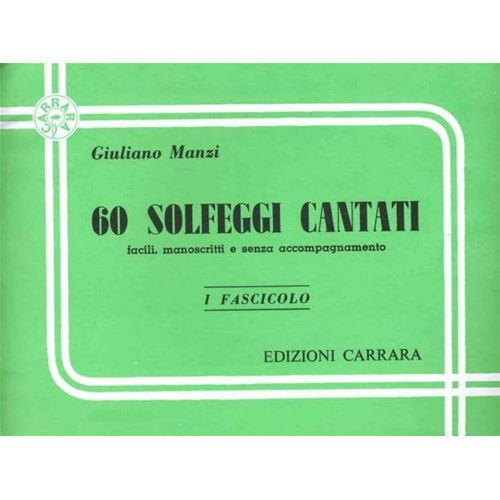 CARRARA
Giuliano Manzi
60 SOLFEGGI CANTATI
facili, manoscritti e senza accompagnamento
I FASCICOLO
EDIZIONI CARRARA